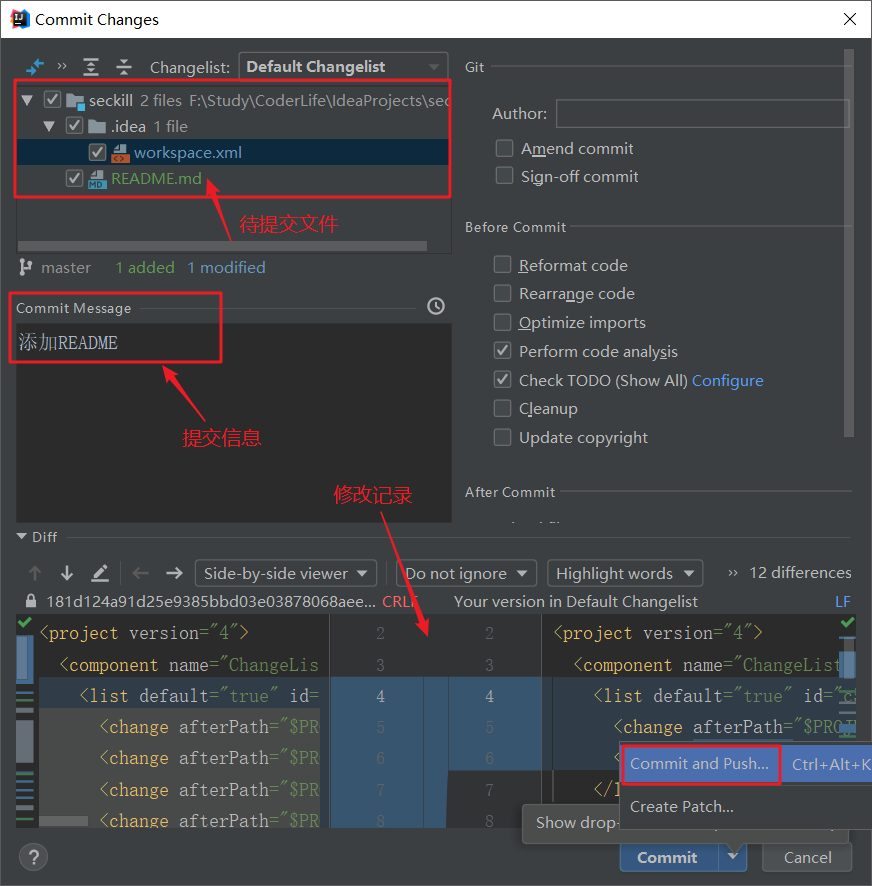 Commit Changes
Changelist: Default Changelist
seckill 2 files F:\Study\CoderLife\IdeaProjects\sec
.idea 1 file
workspace.xml
README.md
待提交文件
master 1 added 1 modified
Commit Message
添加README
提交信息
修改记录
Git
Author:
Amend commit
Sign-off commit
Before Commit
Reformat code
Rearrange code
Optimize imports
Perform code analysis
Check TODO (Show All) Configure
Cleanup
Update copyright
After Commit
Diff
Side-by-side viewer Do not ignore Highlight words 12 differences
181d124a91d25e9385bbd03e03878068aee... CRLF Your version in Default Changelist LF
<project version="4"> 2 2 <project version="4">
<component name="ChangeLis 3 3 <component name="ChangeList
<list default="true" id= 4 4 <list default="true" id="c
<change afterPath="$PR 5 5 <change afterPath="$PROJ
<change afterPath="$PR 6 6 <
<change afterPath="$PR 7 7 </l
<change afterPath="$PR 8 8
Commit and Push... Ctrl+Alt+K
Create Patch...
Show drop-
? Commit Cancel